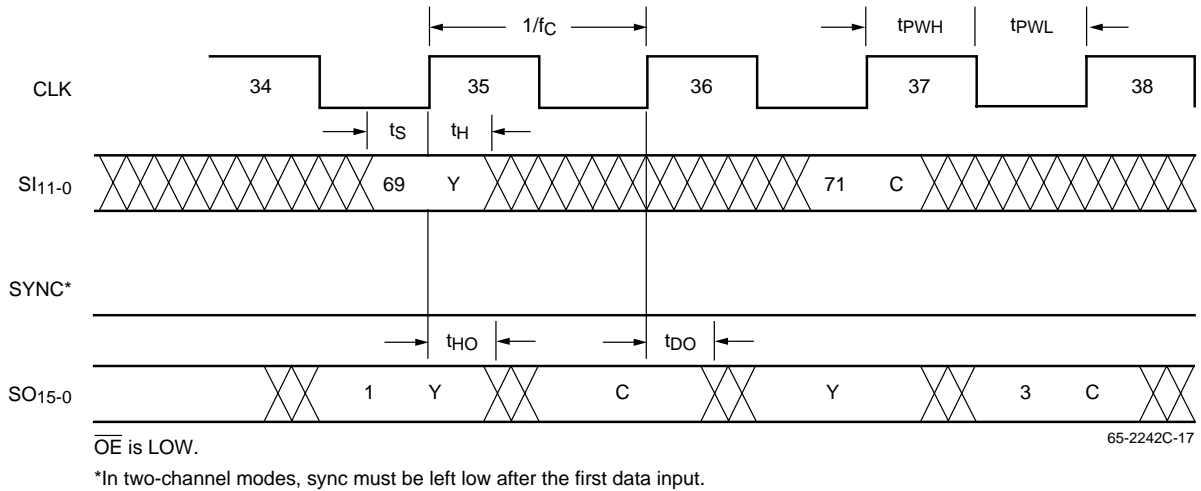 1/fC tPWH tPWL
CLK 34 35 36 37 38
tS tH
SI11-0 69 Y 71 C
SYNC*
tHO tDO
SO15-0 1 Y C Y 3 C
OE is LOW. 65-2242C-17
*In two-channel modes, sync must be left low after the first data input.